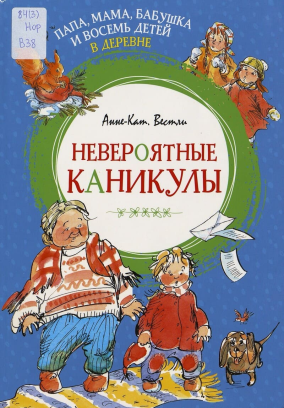 84(3)
Нор
В38
ПАПА, МАМА, БАБУШКА
И ВОСЕМЬ ДЕТЕЙ
В ДЕРЕВНЕ
Анне-Кат. Вестли
НЕВЕРОЯТНЫЕ
КАНИКУЛЫ